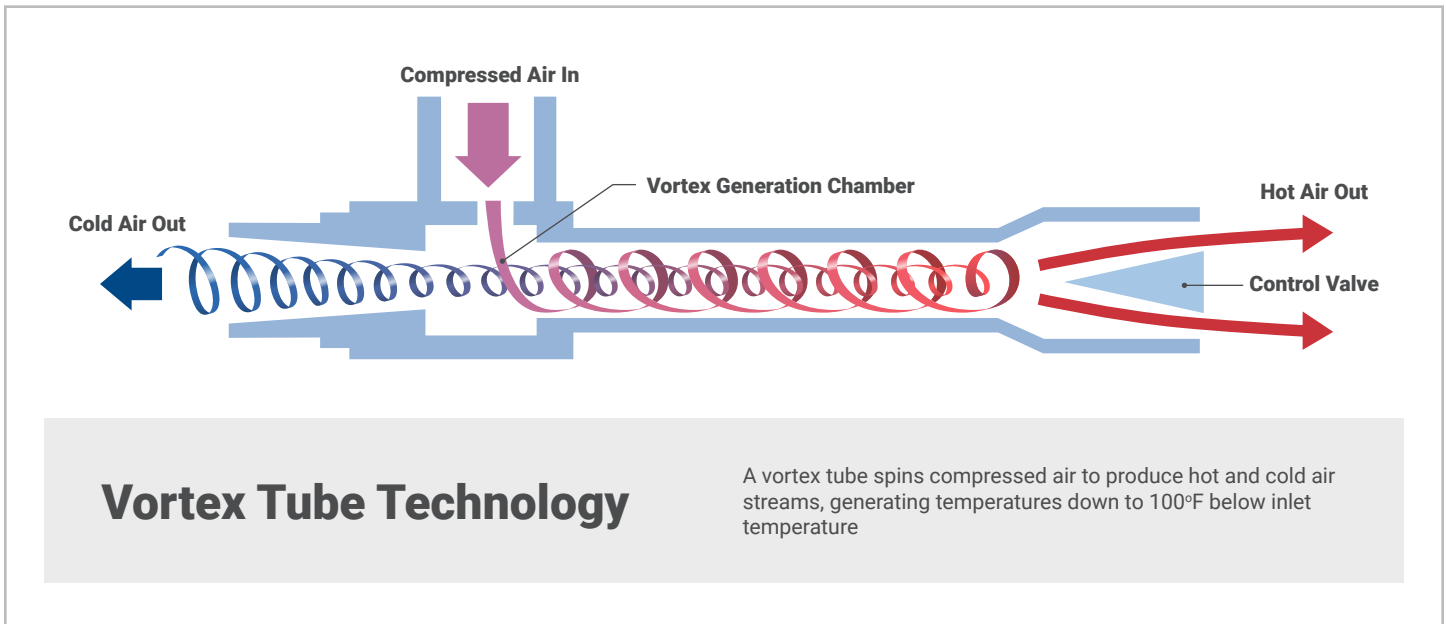 Compressed Air In
Vortex Generation Chamber
Hot Air Out
Cold Air Out
Control Valve
Vortex Tube Technology
A vortex tube spins compressed air to produce hot and cold air
streams, generating temperatures down to 100°F below inlet
temperature